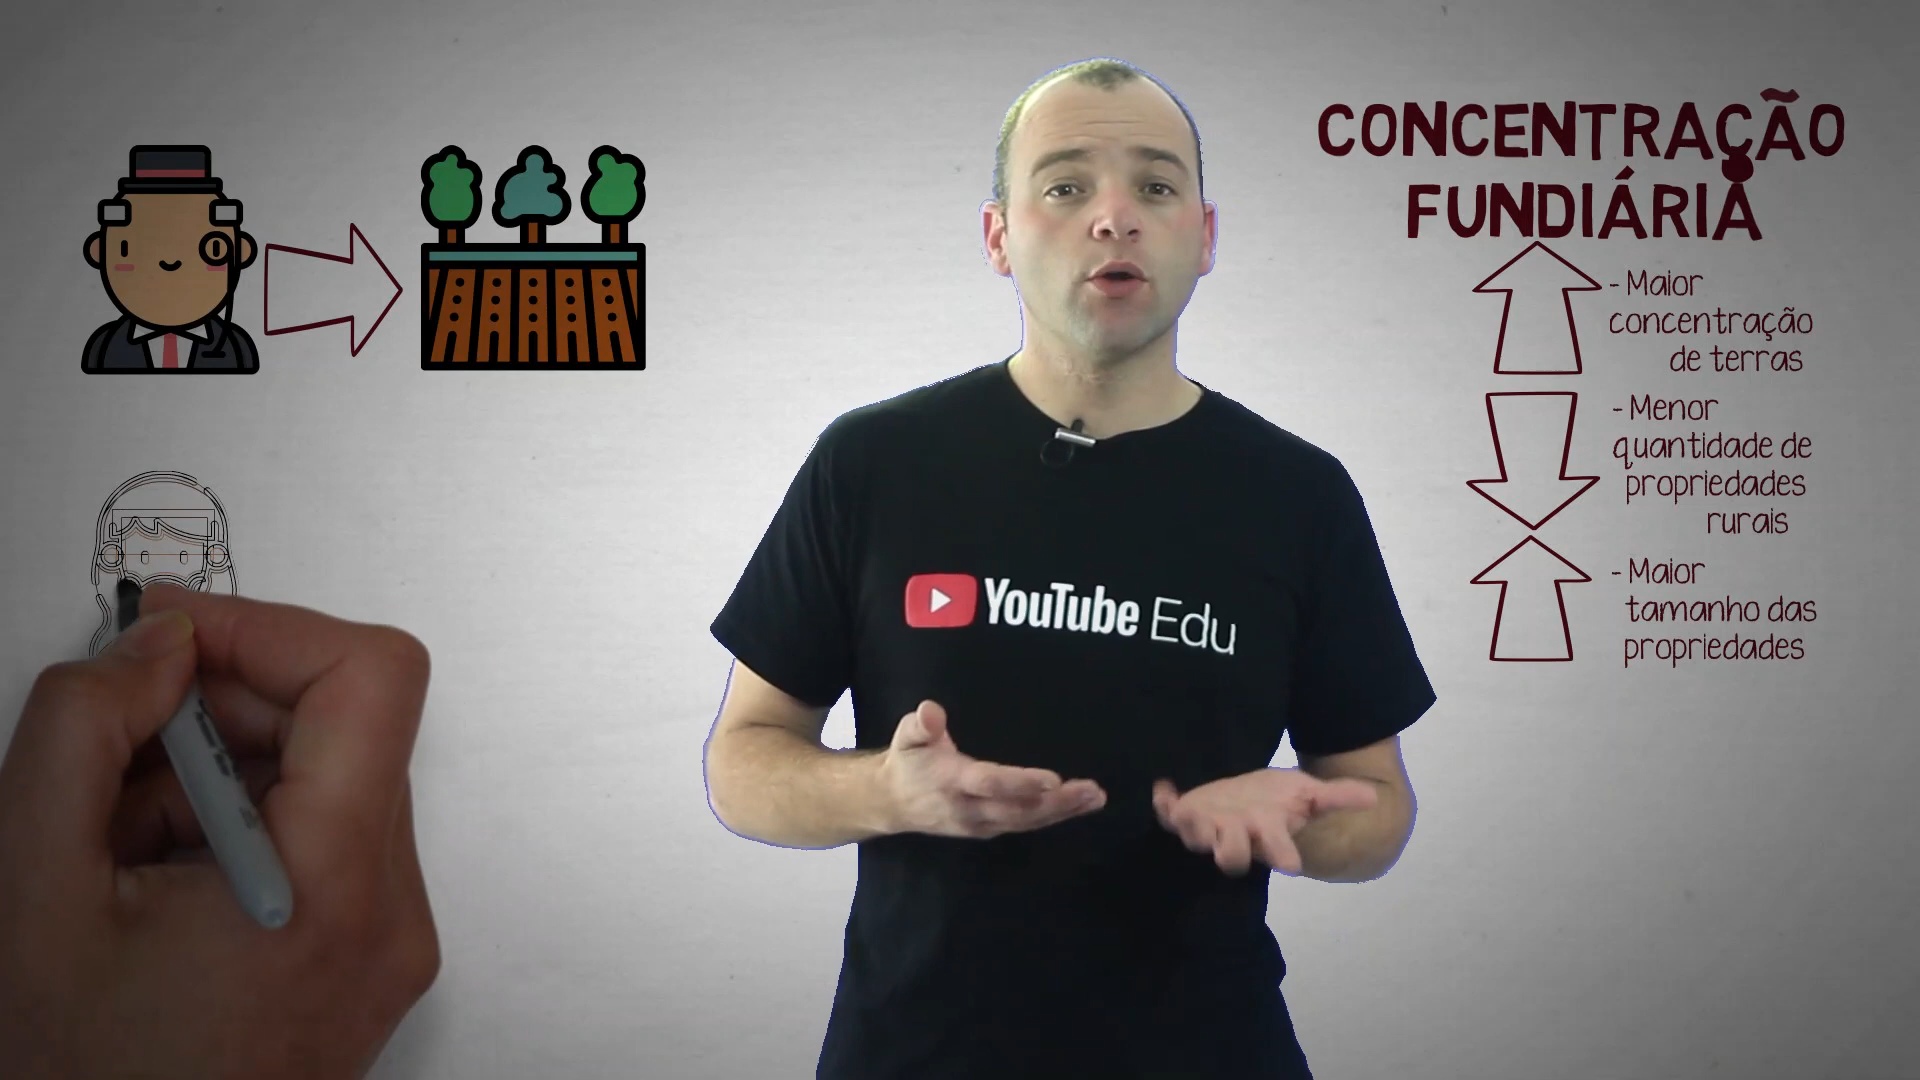 CONCENTRAÇÃO
FUNDIÁRIA
- Maior
concentração
de terras
- Menor
quantidade de
propriedades
rurais
- Maior
tamanho das
propriedades
YouTube Edu